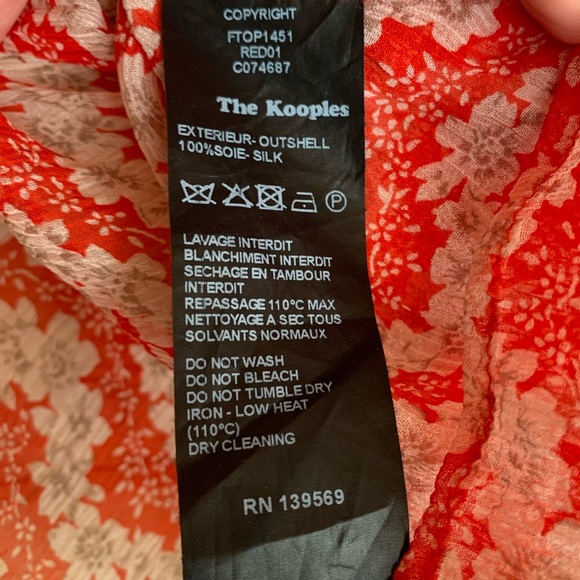 COPYRIGHT
FTOP1451
RED01
C074687
The Kooples
EXTERIEUR- OUTSHELL
100%SOIE- SILK
P
LAVAGE INTERDIT
BLANCHIMENT INTERDIT
SECHAGE EN TAMBOUR
INTERDIT
REPASSAGE 110°C MAX
NETTOYAGE A SEC TOUS
SOLVANTS NORMAUX
DO NOT WASH
DO NOT BLEACH
DO NOT TUMBLE DRY
IRON - LOW HEAT
(110°C)
DRY CLEANING
RN 139569